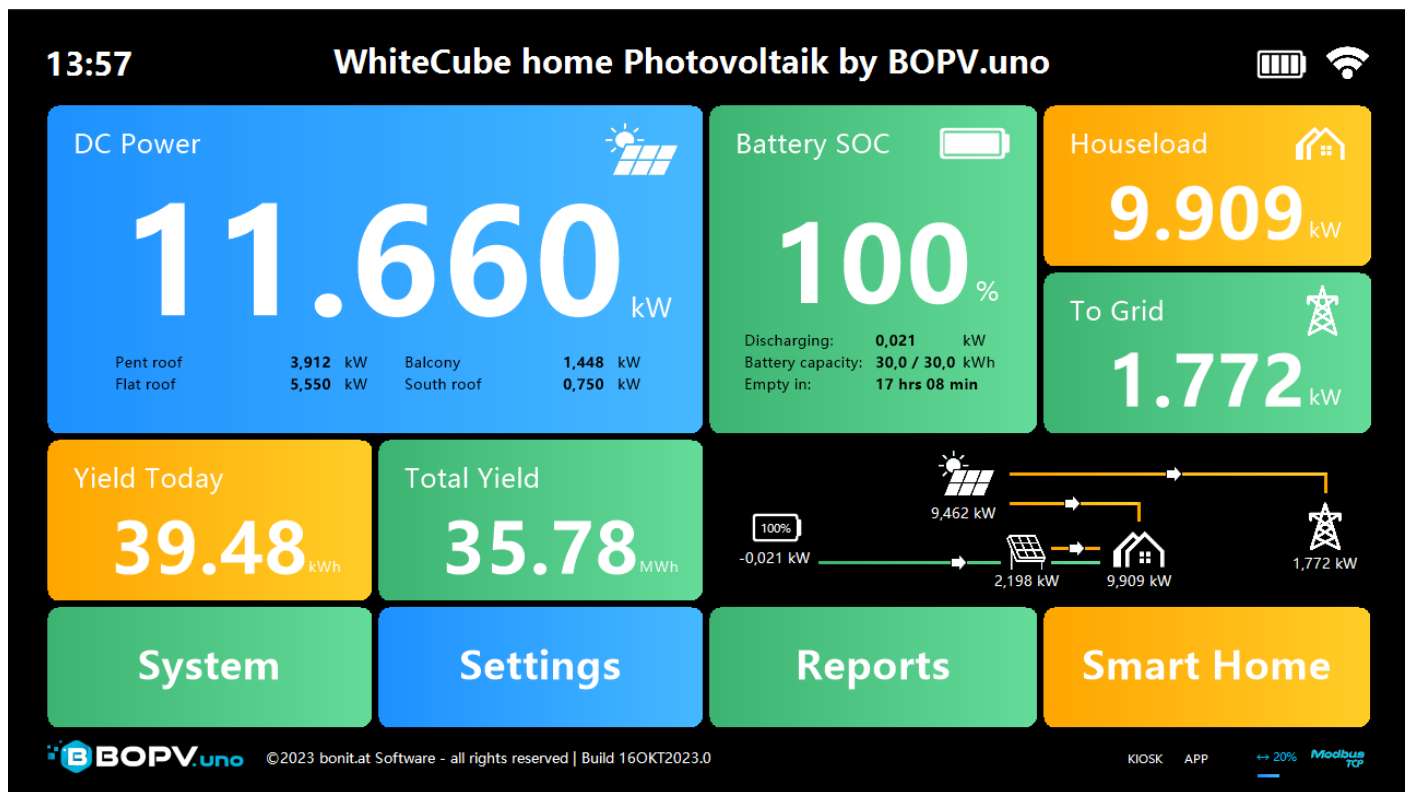 13:57
WhiteCube home Photovoltaik by BOPV.uno
DC Power
11.660 kW
Pent roof 3,912 kW Balcony 1,448 kW
Flat roof 5,550 kW South roof 0,750 kW
Battery SOC
100 %
Discharging: 0,021 kW
Battery capacity: 30,0 / 30,0 kWh
Empty in: 17 hrs 08 min
Houseload
9.909 kW
To Grid
1.772 kW
Yield Today
39.48 kWh
Total Yield
35.78 MWh
9,462 kW
100%
-0,021 kW
2,198 kW
9,909 kW
1,772 kW
System
Settings
Reports
Smart Home
B BOPV.uno
©2023 bonit.at Software - all rights reserved | Build 16OKT2023.0
KIOSK APP
↔ 20%
Modbus
TCP